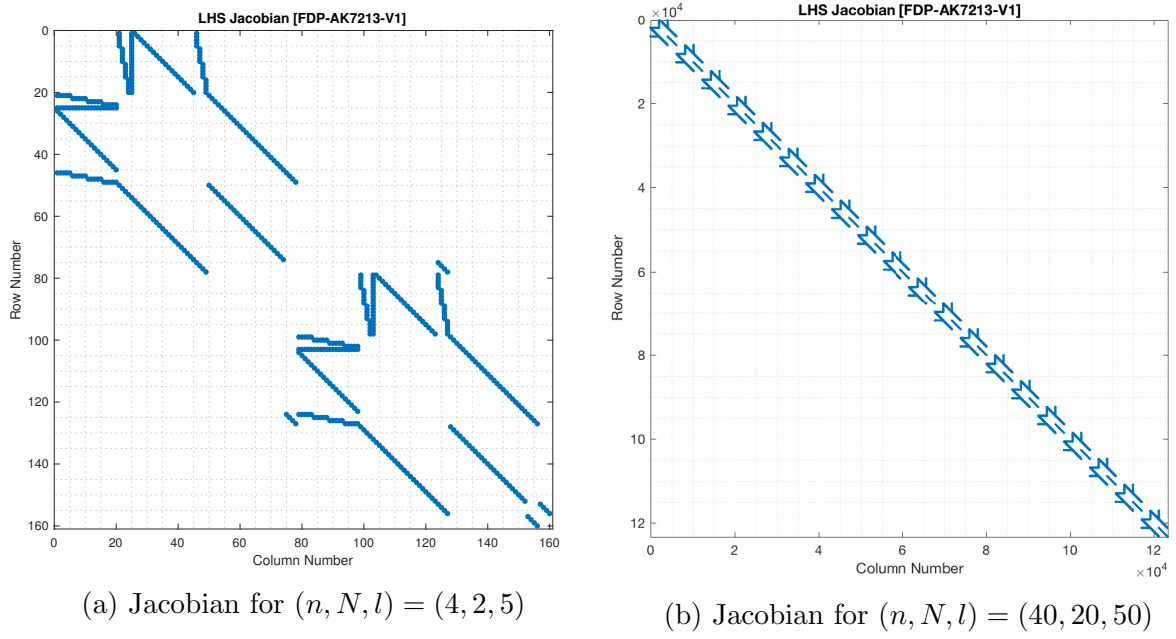 LHS Jacobian [FDP-AK7213-V1]
0
20
40
60
80
100
120
140
160
Row Number
0 20 40 60 80 100 120 140 160
Column Number
(a) Jacobian for (n, N, l) = (4, 2, 5)
×10⁴
LHS Jacobian [FDP-AK7213-V1]
0
2
4
6
8
10
12
Row Number
0 2 4 6 8 10 12
Column Number
×10⁴
(b) Jacobian for (n, N, l) = (40, 20, 50)